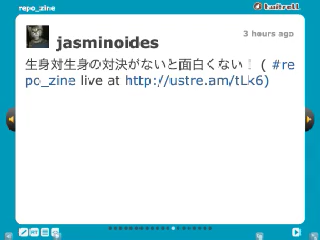 repo_zine
twitrell
3 hours ago
jasminoides
生身対生身の対決がないと面白くない！ ( #re
po_zine live at http://ustre.am/tLk6)